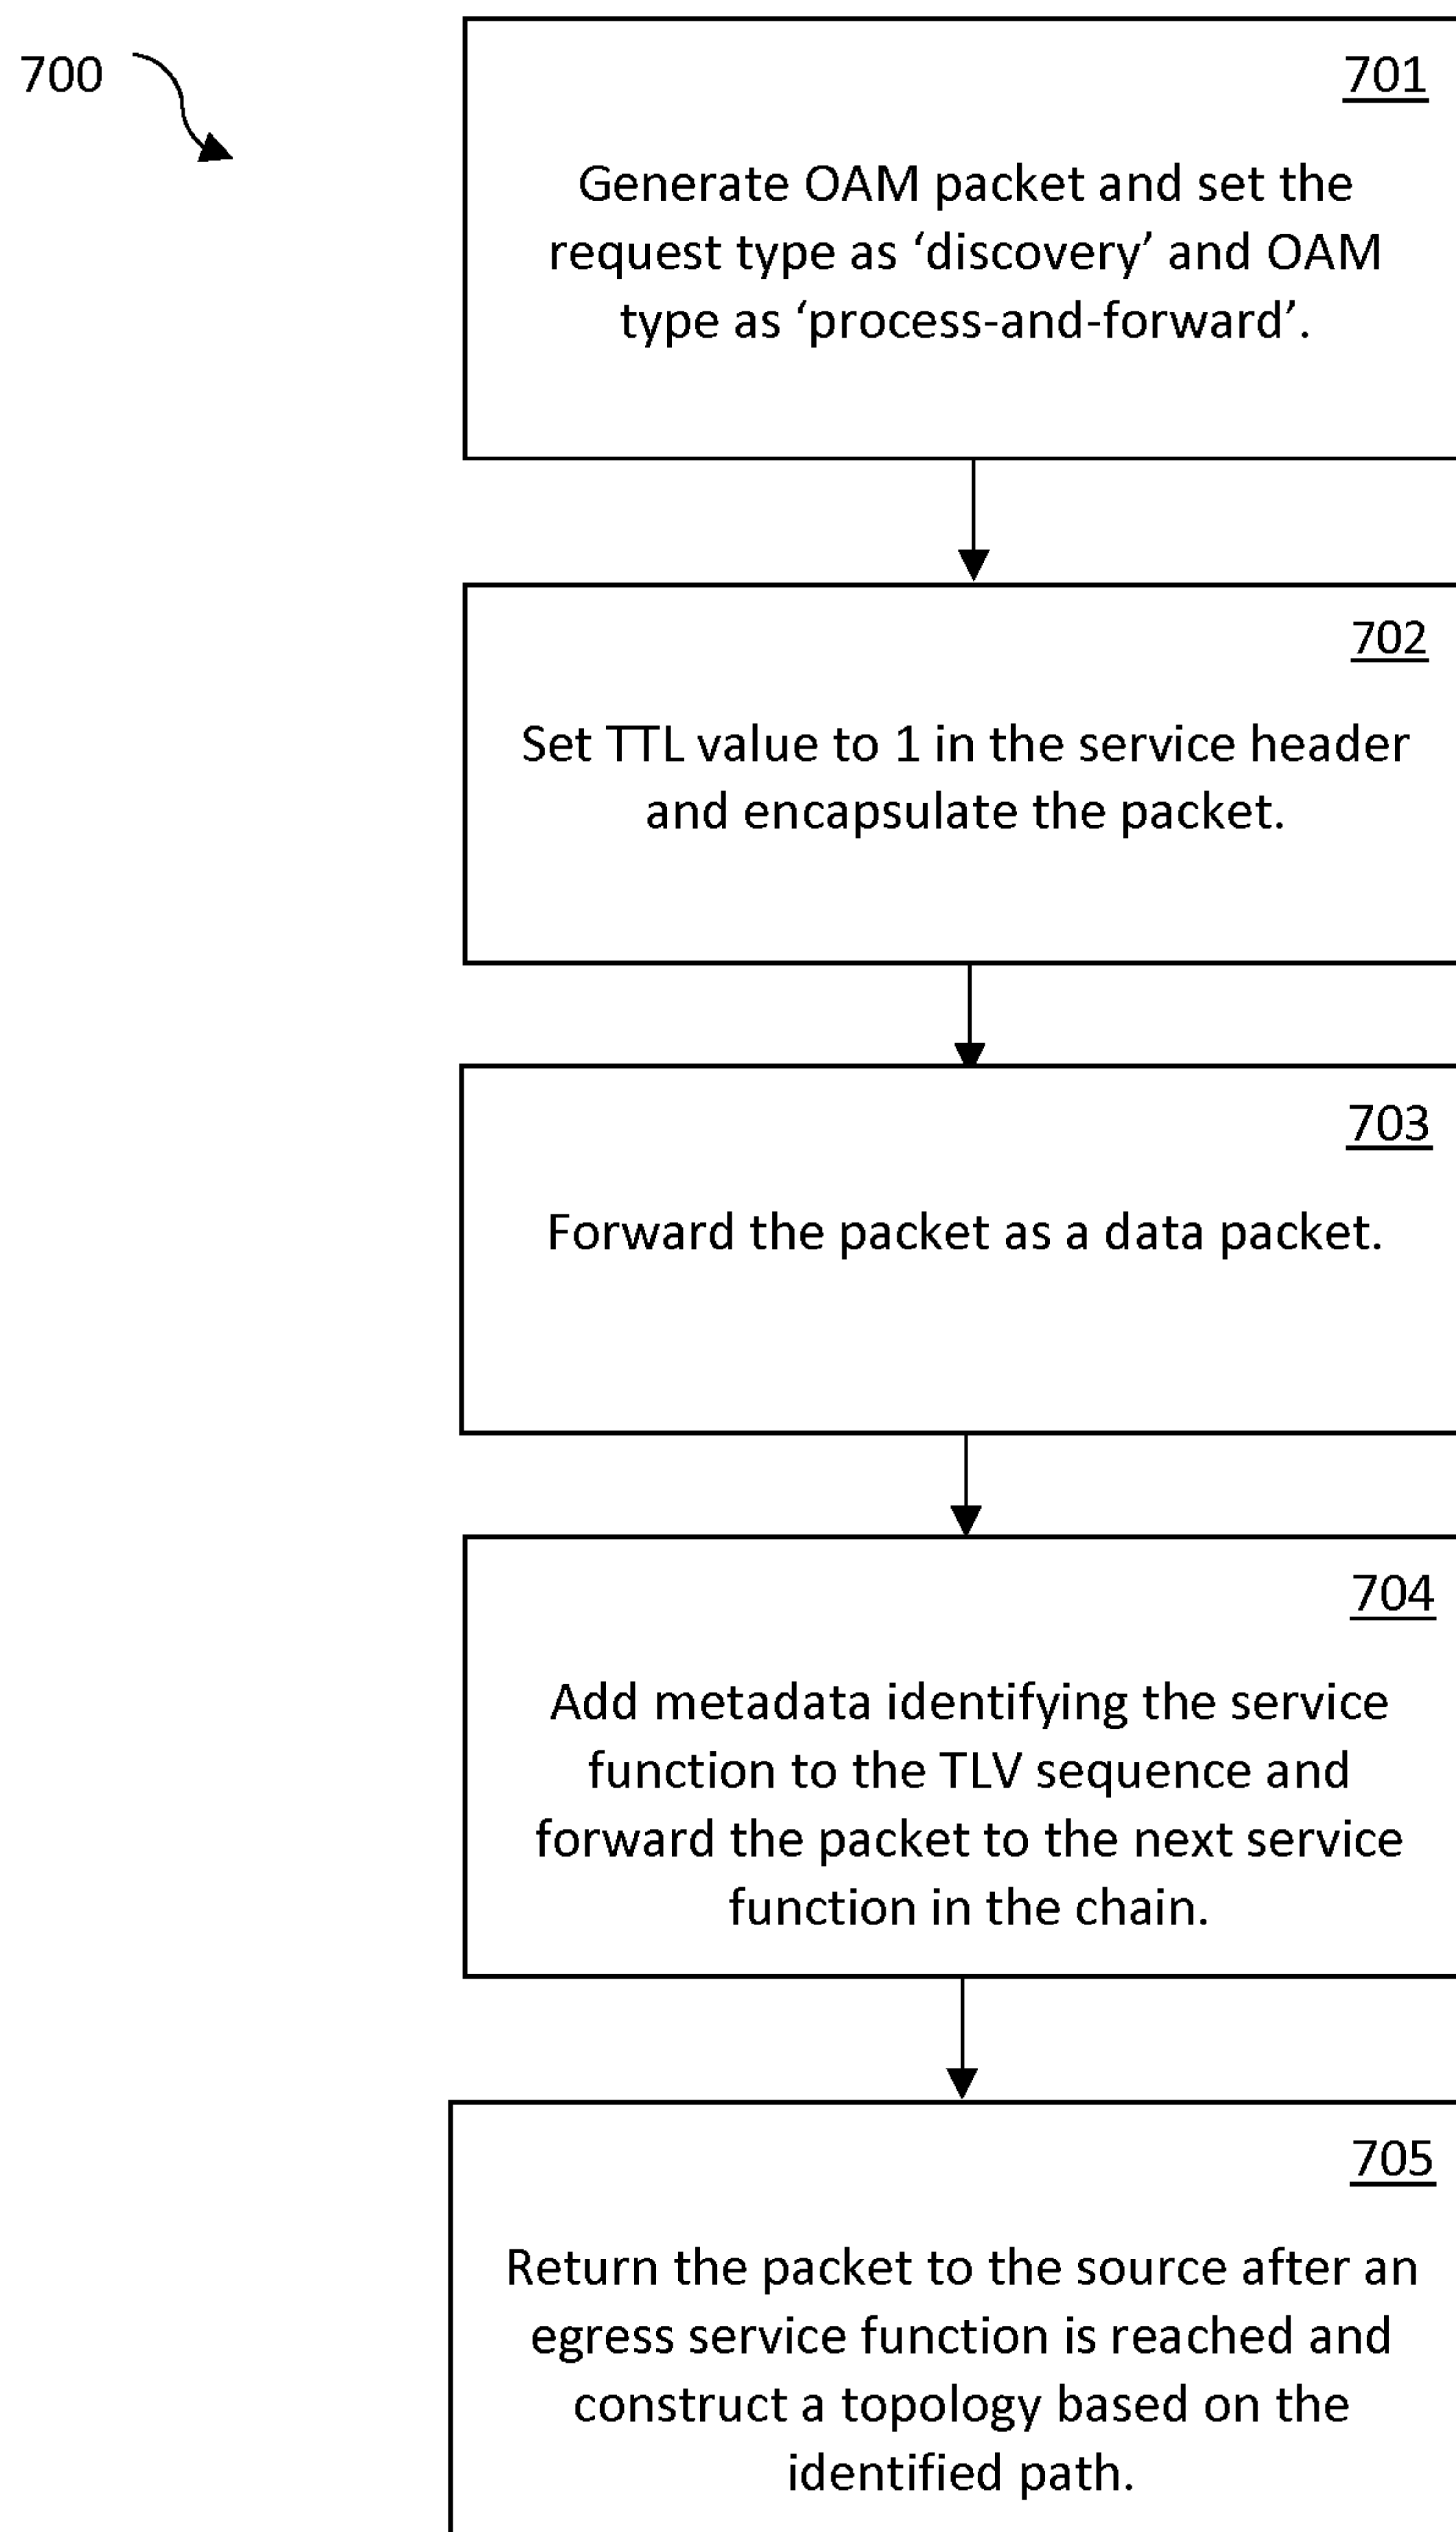 700
701
Generate OAM packet and set the
request type as ‘discovery’ and OAM
type as ‘process-and-forward’.
702
Set TTL value to 1 in the service header
and encapsulate the packet.
703
Forward the packet as a data packet.
704
Add metadata identifying the service
function to the TLV sequence and
forward the packet to the next service
function in the chain.
705
Return the packet to the source after an
egress service function is reached and
construct a topology based on the
identified path.